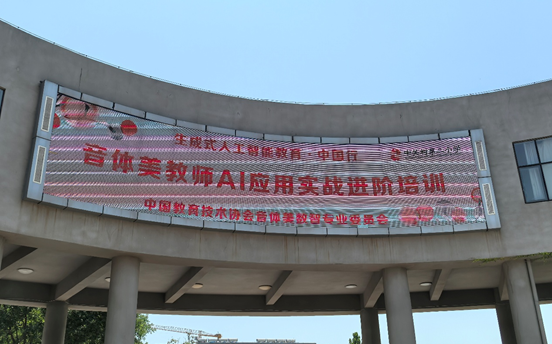 生成式人工智能教育 中国行
音体美教师AI应用实战进阶培训
中国教育技术协会音体美数智专业委员会